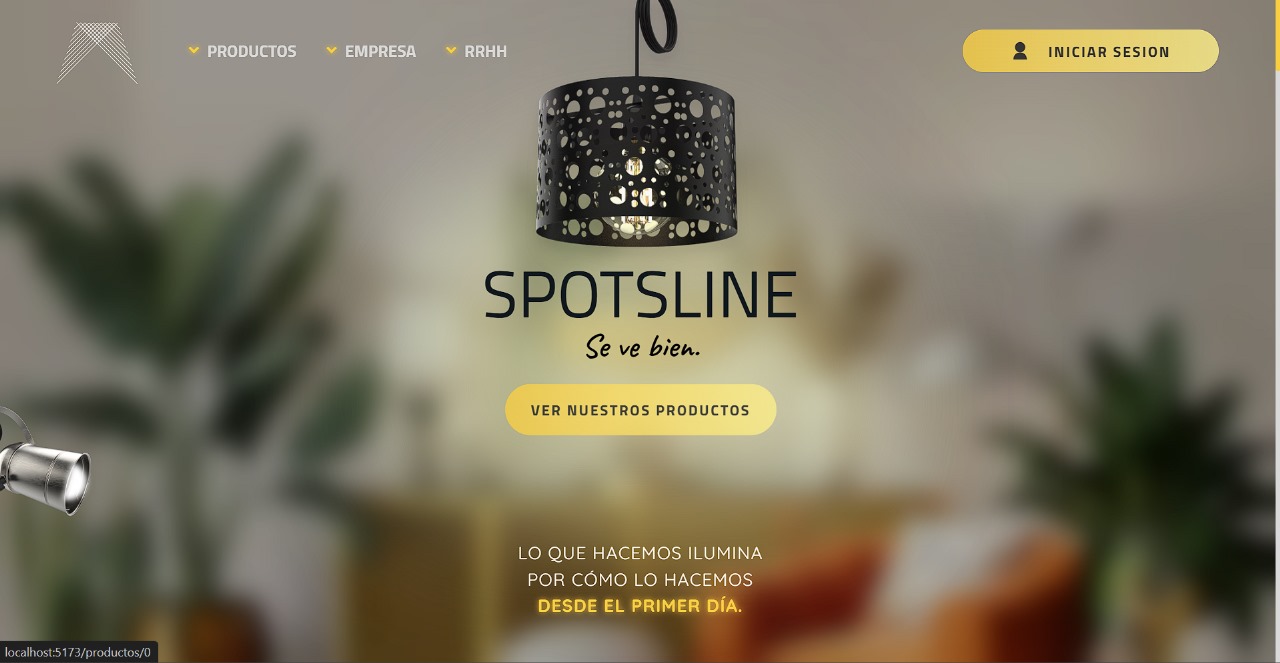 PRODUCTOS
EMPRESA
RRHH
INICIAR SESION
SPOTSLINE
Se ve bien.
VER NUESTROS PRODUCTOS
LO QUE HACEMOS ILUMINA
POR CÓMO LO HACEMOS
DESDE EL PRIMER DÍA.
localhost:5173/productos/0